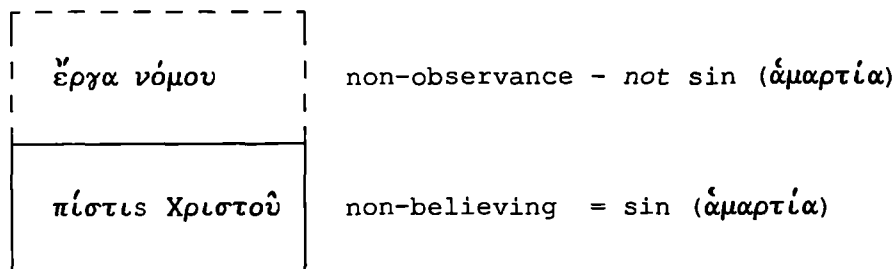 ἔργα νόμου non-observance - not sin (ἁμαρτία)
πίστις Χριστοῦ non-believing = sin (ἁμαρτία)